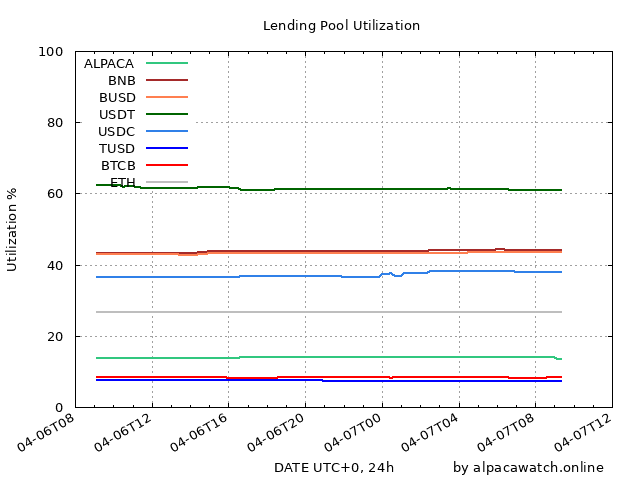 Lending Pool Utilization
100
80
60
40
20
0
Utilization %
ALPACA
BNB
BUSD
USDT
USDC
TUSD
BTCB
ETH
04-06T08
04-06T12
04-06T16
04-06T20
04-07T00
04-07T04
04-07T08
04-07T12
DATE UTC+0, 24h
by alpacawatch.online